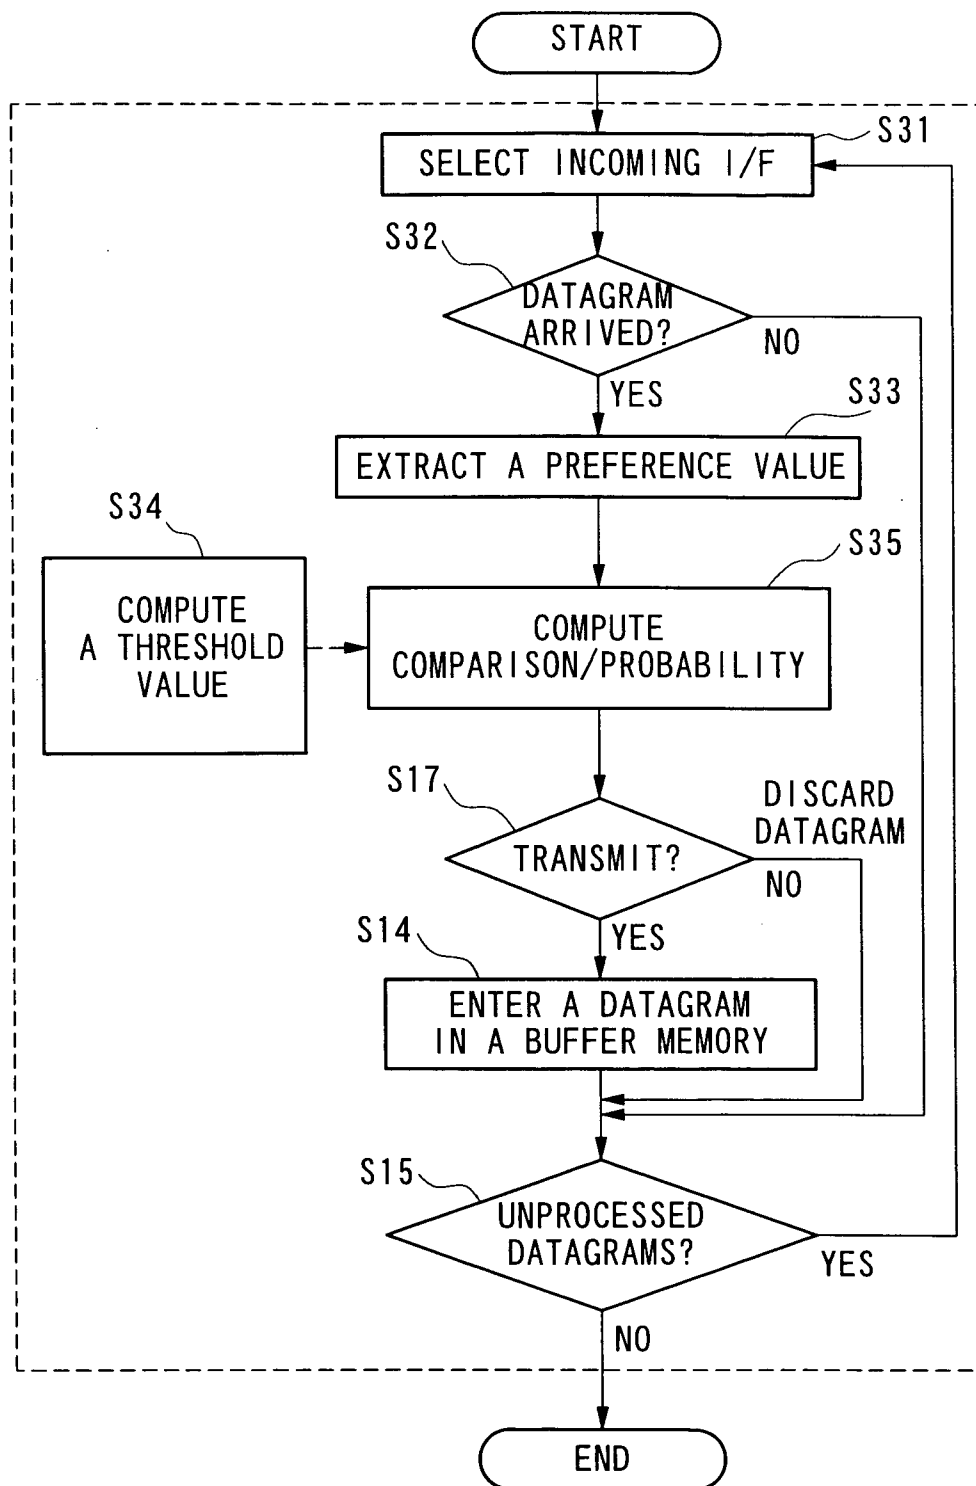 START
S31
SELECT INCOMING I/F
S32
DATAGRAM
ARRIVED?
NO
YES
S33
EXTRACT A PREFERENCE VALUE
S34
COMPUTE
A THRESHOLD
VALUE
S35
COMPUTE
COMPARISON/PROBABILITY
S17
TRANSMIT?
DISCARD
DATAGRAM
NO
YES
S14
ENTER A DATAGRAM
IN A BUFFER MEMORY
S15
UNPROCESSED
DATAGRAMS?
YES
NO
END